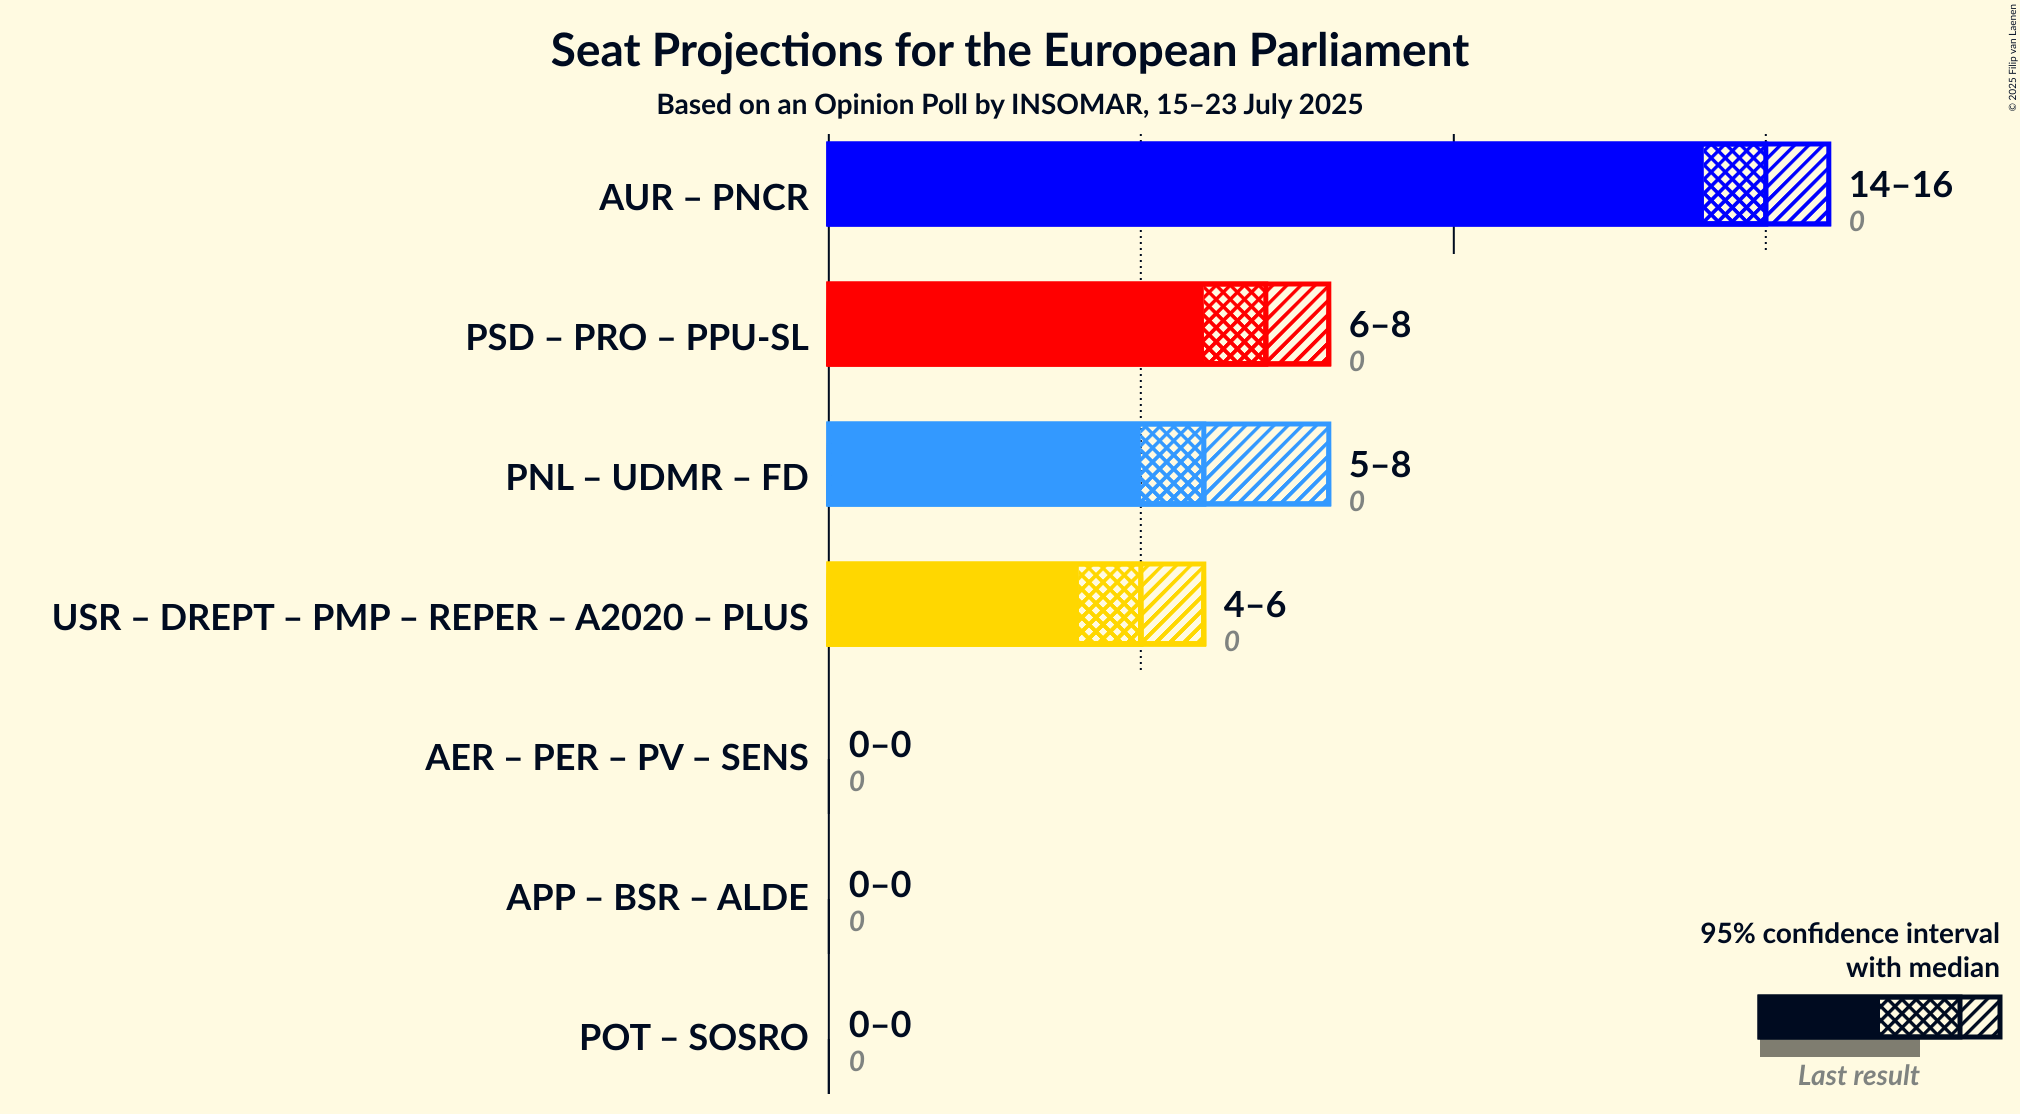 Seat Projections for the European Parliament
Based on an Opinion Poll by INSOMAR, 15–23 July 2025
© 2025 Filip van Laenen
AUR – PNCR
14–16
0
PSD – PRO – PPU-SL
6–8
0
PNL – UDMR – FD
5–8
0
USR – DREPT – PMP – REPER – A2020 – PLUS
4–6
0
AER – PER – PV – SENS
0–0
0
APP – BSR – ALDE
0–0
0
POT – SOSRO
0–0
0
95% confidence interval
with median
Last result